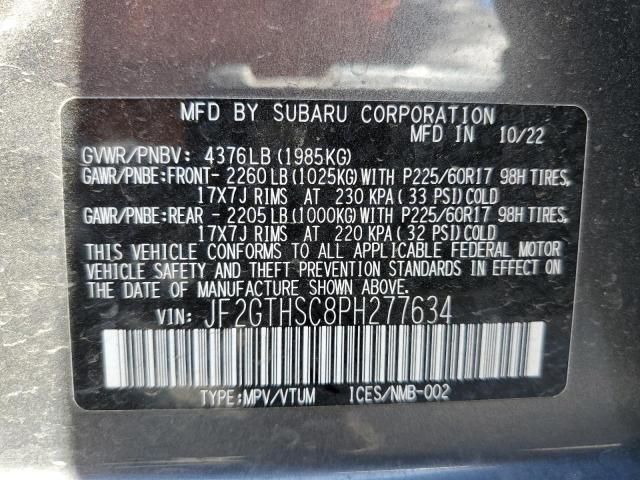 MFD BY SUBARU CORPORATION
MFD IN 10/22
GVWR/PNBV: 4376LB (1985KG)
GAWR/PNBE:FRONT- 2260LB (1025KG) WITH P225/60R17 98H TIRES,
17X7J RIMS AT 230 KPA (33 PSI) COLD
GAWR/PNBE:REAR - 2205LB (1000KG) WITH P225/60R17 98H TIRES,
17X7J RIMS AT 220 KPA (32 PSI) COLD
THIS VEHICLE CONFORMS TO ALL APPLICABLE FEDERAL MOTOR
VEHICLE SAFETY AND THEFT PREVENTION STANDARDS IN EFFECT ON
THE DATE OF MANUFACTURE SHOWN ABOVE.
VIN: JF2GTHSC8PH277634
TYPE:MPV/VTUM ICES/NMB-002